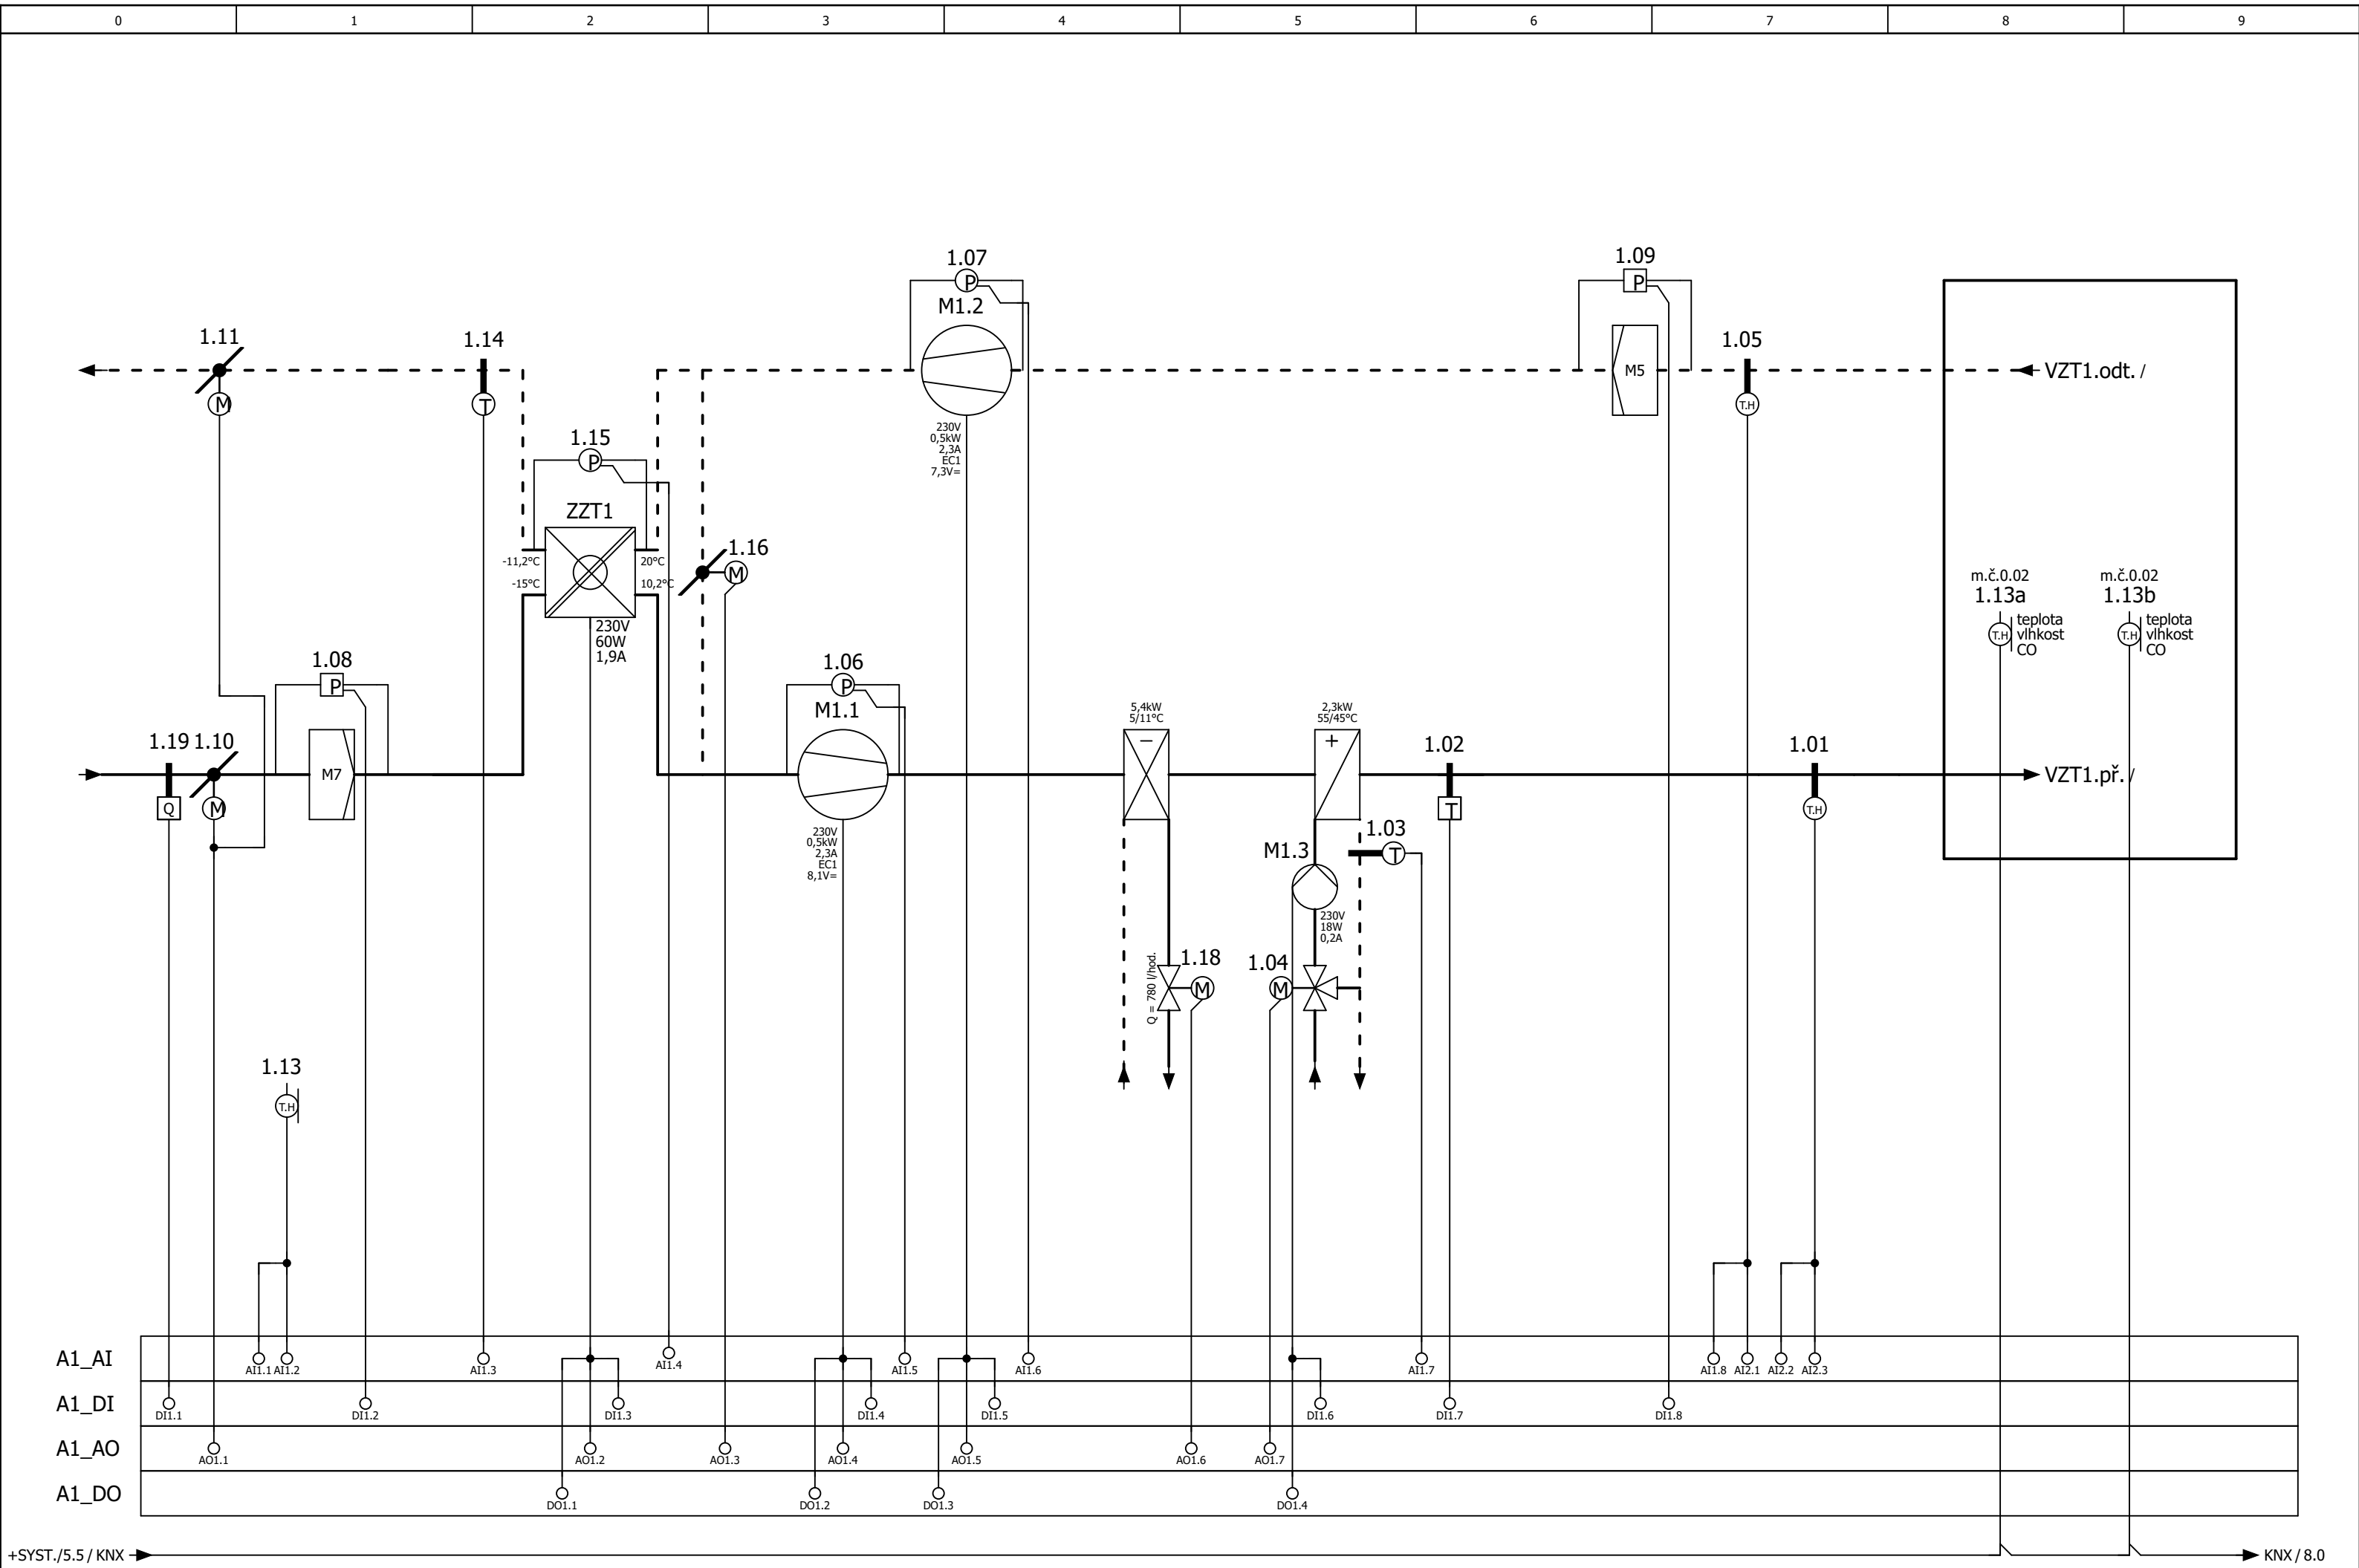 0 1 2 3 4 5 6 7 8 9
1.07
1.09
P
P
M1.2
1.11
1.14
1.05
M5
VZT1.odt. /
M
T
T.H
1.15
P
230V
0,5kW
2,3A
EC1
7,3V=
ZZT1
1.16
-11,2°C
20°C
-15°C
10,2°C
M
m.č.0.02
1.13a
m.č.0.02
1.13b
T.H
teplota
vlhkost
CO
T.H
teplota
vlhkost
CO
230V
60W
1,9A
1.08
1.06
P
P
M1.1
5,4kW
5/11°C
2,3kW
55/45°C
1.19
1.10
−
+
1.02
1.01
M7
VZT1.př. /
Q
M
T
T.H
230V
0,5kW
2,3A
EC1
8,1V=
1.03
M1.3
T
230V
18W
0,2A
1.18
1.04
Q = 780 l/hod.
M
M
1.13
T.H
A1_AI
AI1.1 AI1.2 AI1.3 AI1.4 AI1.5 AI1.6 AI1.7 AI1.8 AI2.1 AI2.2 AI2.3
A1_DI
DI1.1 DI1.2 DI1.3 DI1.4 DI1.5 DI1.6 DI1.7 DI1.8
A1_AO
AO1.1 AO1.2 AO1.3 AO1.4 AO1.5 AO1.6 AO1.7
A1_DO
DO1.1 DO1.2 DO1.3 DO1.4
+SYST./5.5 / KNX
KNX / 8.0